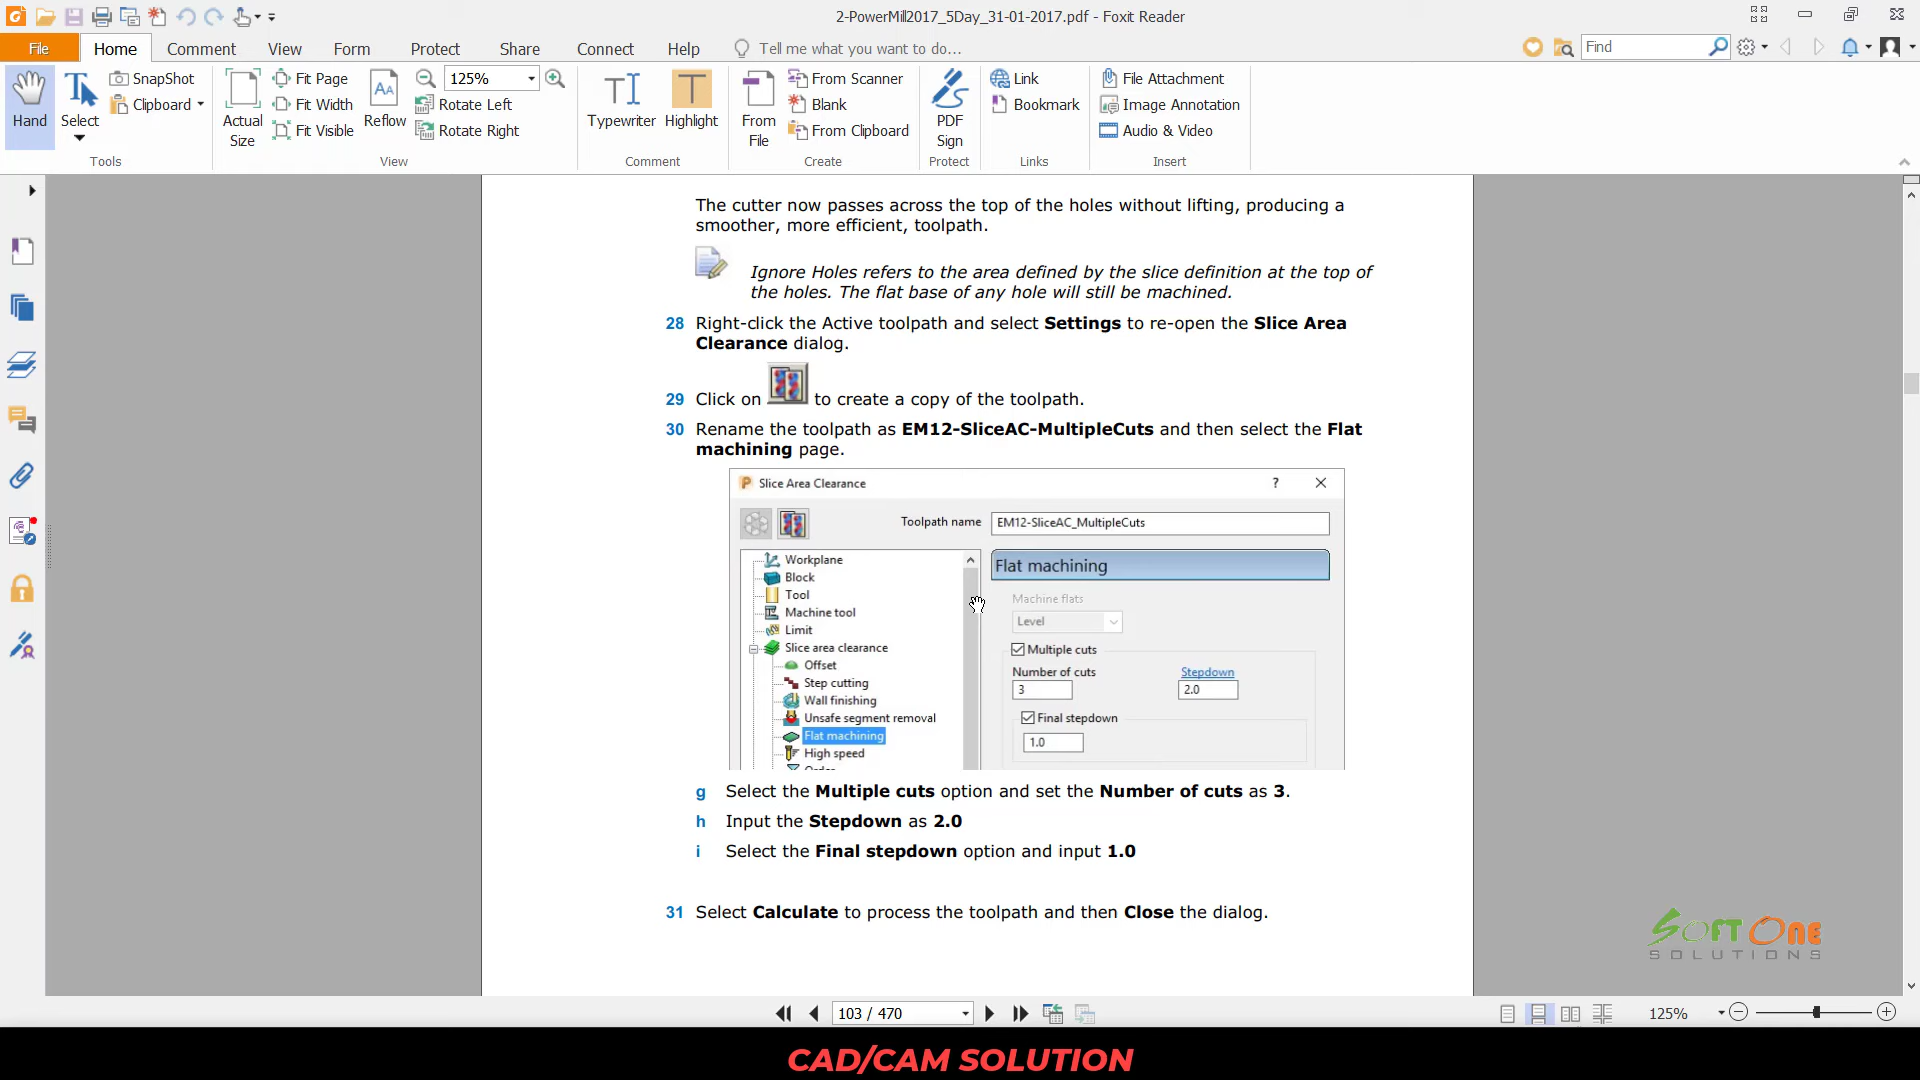 2-PowerMill2017_5Day_31-01-2017.pdf - Foxit Reader
File Home Comment View Form Protect Share Connect Help Tell me what you want to do... Find
Hand
Select
SnapShot
Clipboard
Tools
Actual Size
Fit Page
Fit Width
Fit Visible
Reflow
125%
Rotate Left
Rotate Right
View
Typewriter
Highlight
Comment
From File
From Scanner
Blank
From Clipboard
Create
PDF Sign
Protect
Link
Bookmark
Links
File Attachment
Image Annotation
Audio & Video
Insert
The cutter now passes across the top of the holes without lifting, producing a
smoother, more efficient, toolpath.
Ignore Holes refers to the area defined by the slice definition at the top of
the holes. The flat base of any hole will still be machined.
28 Right-click the Active toolpath and select Settings to re-open the Slice Area
Clearance dialog.
29 Click on to create a copy of the toolpath.
30 Rename the toolpath as EM12-SliceAC-MultipleCuts and then select the Flat
machining page.
Slice Area Clearance ?
Toolpath name EM12-SliceAC_MultipleCuts
Workplane
Block
Tool
Machine tool
Limit
Slice area clearance
Offset
Step cutting
Wall finishing
Unsafe segment removal
Flat machining
High speed
Order
Flat machining
Machine flats
Level
Multiple cuts
Number of cuts Stepdown
3 2.0
Final stepdown
1.0
g Select the Multiple cuts option and set the Number of cuts as 3.
h Input the Stepdown as 2.0
i Select the Final stepdown option and input 1.0
31 Select Calculate to process the toolpath and then Close the dialog.
SOFT ONE
SOLUTIONS
103 / 470
125%
CAD/CAM SOLUTION